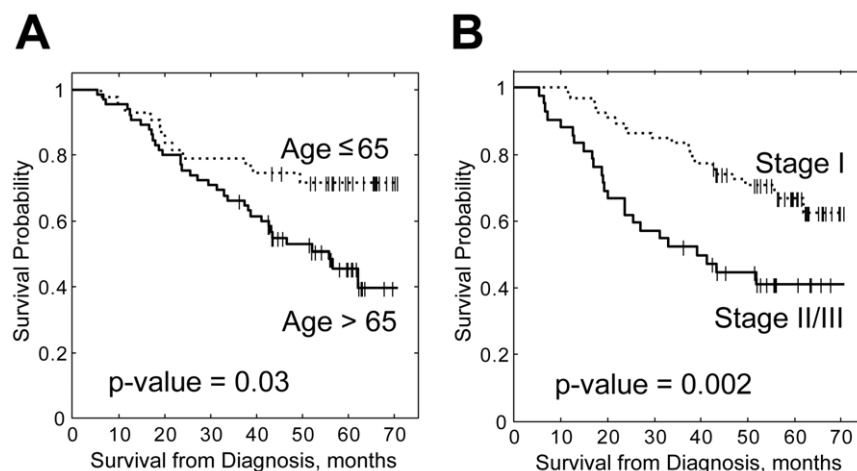 A
1
0.8
0.6
0.4
0.2
0
Survival Probability
Age ≤ 65
Age > 65
p-value = 0.03
0 10 20 30 40 50 60 70
Survival from Diagnosis, months
B
1
0.8
0.6
0.4
0.2
0
Survival Probability
Stage I
Stage II/III
p-value = 0.002
0 10 20 30 40 50 60 70
Survival from Diagnosis, months